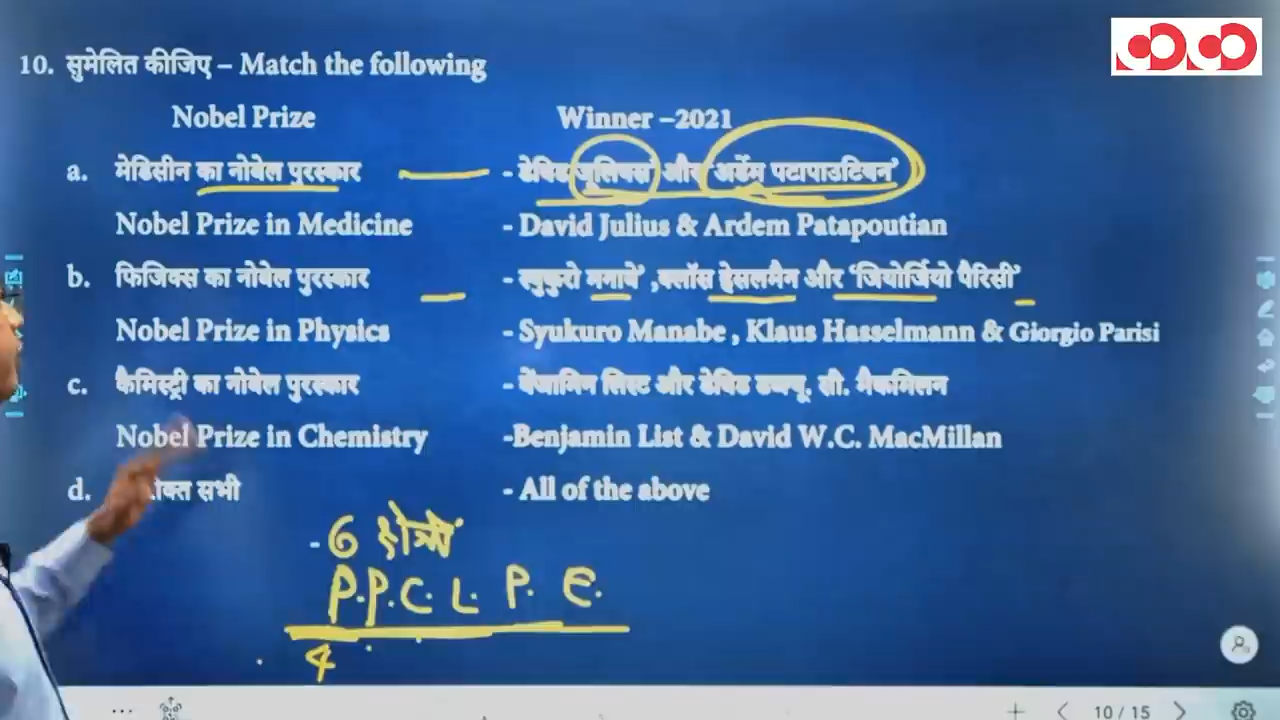 10. सुमेलित कीजिए – Match the following
Nobel Prize Winner –2021
a. मेडिसीन का नोबेल पुरस्कार - डेविड जूलियस और 'अर्डेम पटापाउटियन'
Nobel Prize in Medicine - David Julius & Ardem Patapoutian
b. फिजिक्स का नोबेल पुरस्कार - स्युकुरो मनाबे' ,क्लॉस हेसलमैन और 'जियोर्जियो पैरिसी'
Nobel Prize in Physics - Syukuro Manabe , Klaus Hasselmann & Giorgio Parisi
c. कैमिस्ट्री का नोबेल पुरस्कार - बेंजामिन लिस्ट और डेविड डब्ल्यू. सी. मैकमिलन
Nobel Prize in Chemistry -Benjamin List & David W.C. MacMillan
d. सभी - All of the above
- 6
P.P.C. L. P. E.
4
10 / 15